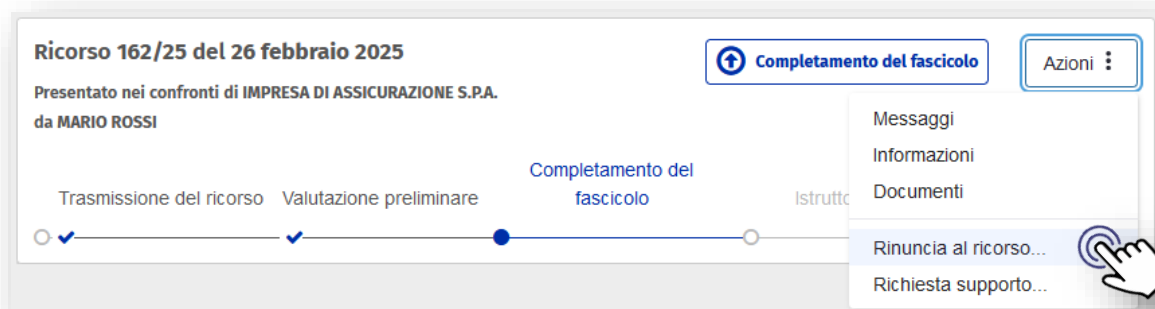 Ricorso 162/25 del 26 febbraio 2025
Completamento del fascicolo
Azioni
Presentato nei confronti di IMPRESA DI ASSICURAZIONE S.P.A.
da MARIO ROSSI
Messaggi
Informazioni
Documenti
Rinuncia al ricorso...
Richiesta supporto...
Trasmissione del ricorso
Valutazione preliminare
Completamento del
fascicolo
Istrutto